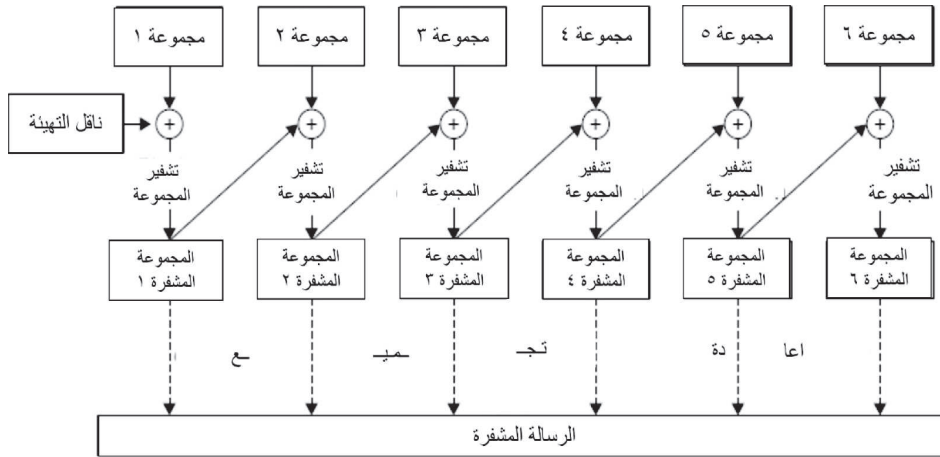 مجموعة ١
مجموعة ٢
مجموعة ٣
مجموعة ٤
مجموعة ٥
مجموعة ٦
ناقل التهيئة
+
+
+
+
+
+
تشفير
المجموعة
تشفير
المجموعة
تشفير
المجموعة
تشفير
المجموعة
تشفير
المجموعة
تشفير
المجموعة
المجموعة
المشفرة ١
المجموعة
المشفرة ٢
المجموعة
المشفرة ٣
المجموعة
المشفرة ٤
المجموعة
المشفرة ٥
المجموعة
المشفرة ٦
اعا دة تجـ ـميـ ـع
الرسالة المشفرة